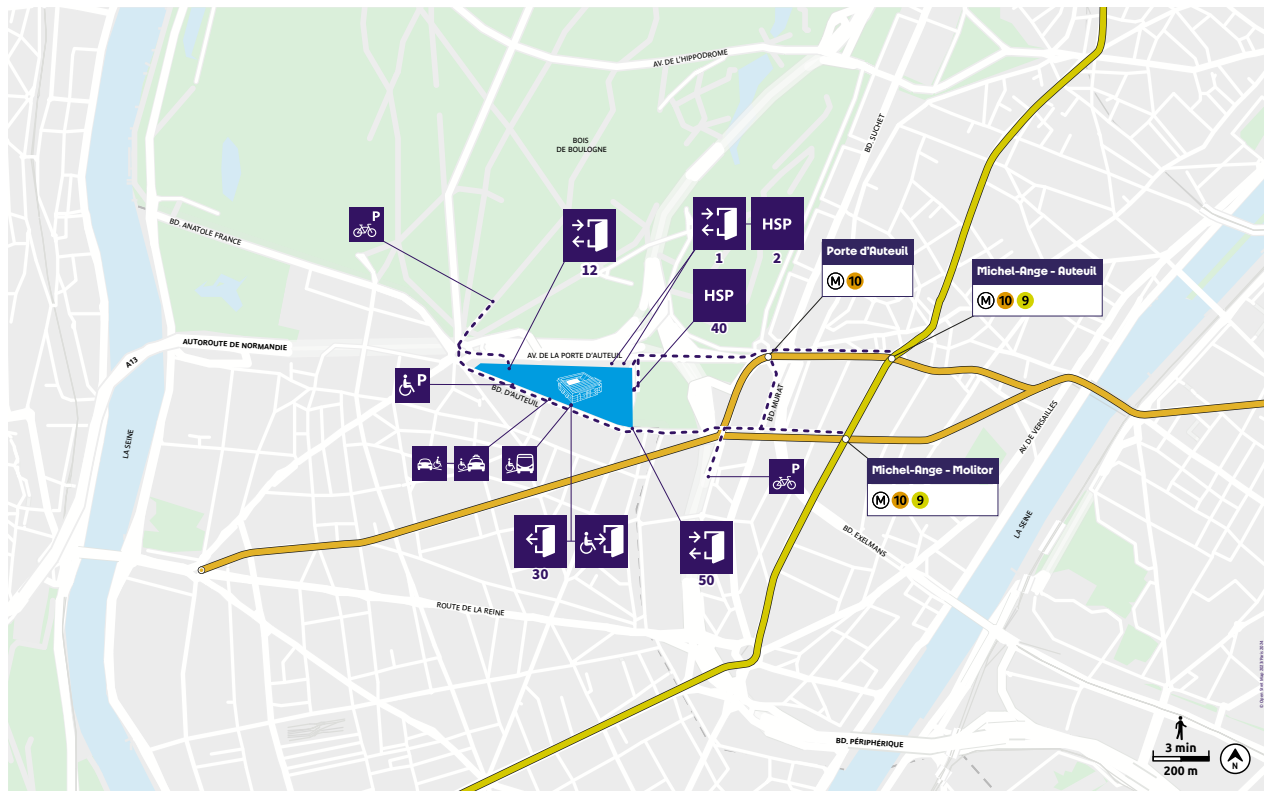 AV. DE L'HIPPODROME
BD. SUCHET
BOIS
DE BOULOGNE
P
BD. ANATOLE FRANCE
12
1
HSP
2
HSP
40
Porte d'Auteuil
M 10
Michel-Ange - Auteuil
M 10 9
AUTOROUTE DE NORMANDIE
A13
AV. DE LA PORTE D'AUTEUIL
P
BD. D'AUTEUIL
BD. MURAT
AV. DE VERSAILLES
LA SEINE
P
Michel-Ange - Molitor
M 10 9
LA SEINE
BD. EXELMANS
30
50
ROUTE DE LA REINE
BD. PÉRIPHÉRIQUE
3 min
200 m
N